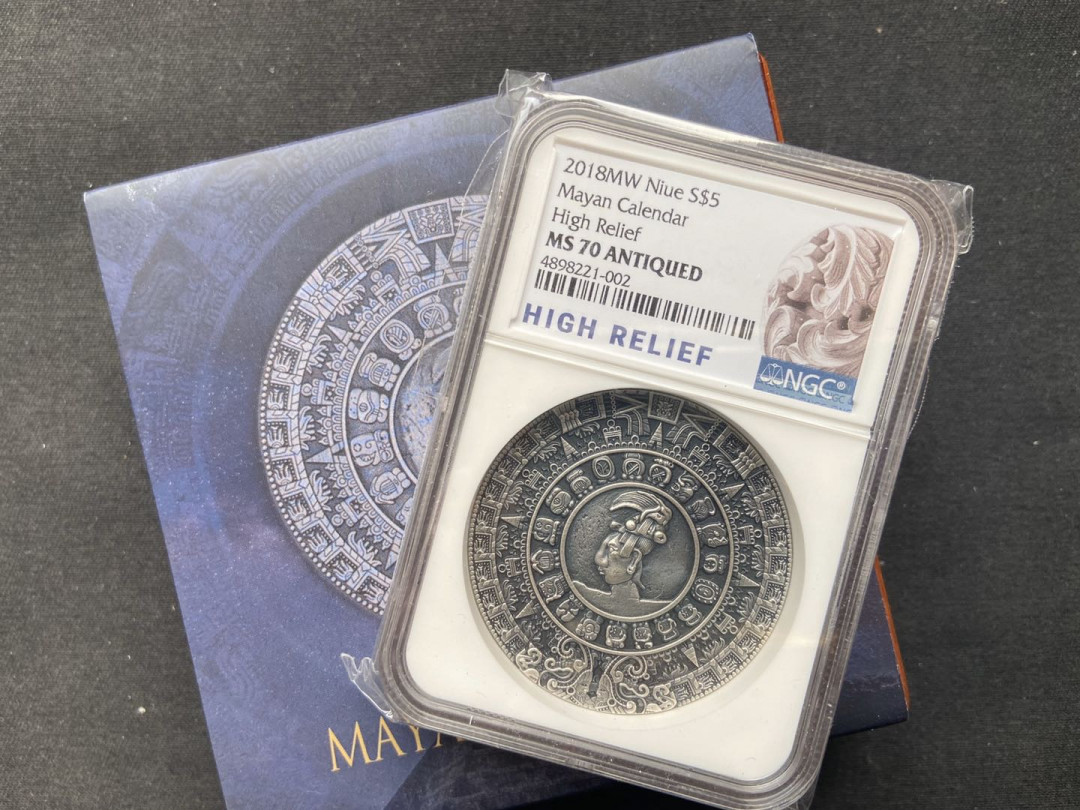 2018MW Niue S$5
Mayan Calendar
High Relief
MS 70 ANTIQUED
4898221-002
HIGH RELIEF
NGC®
MAYA